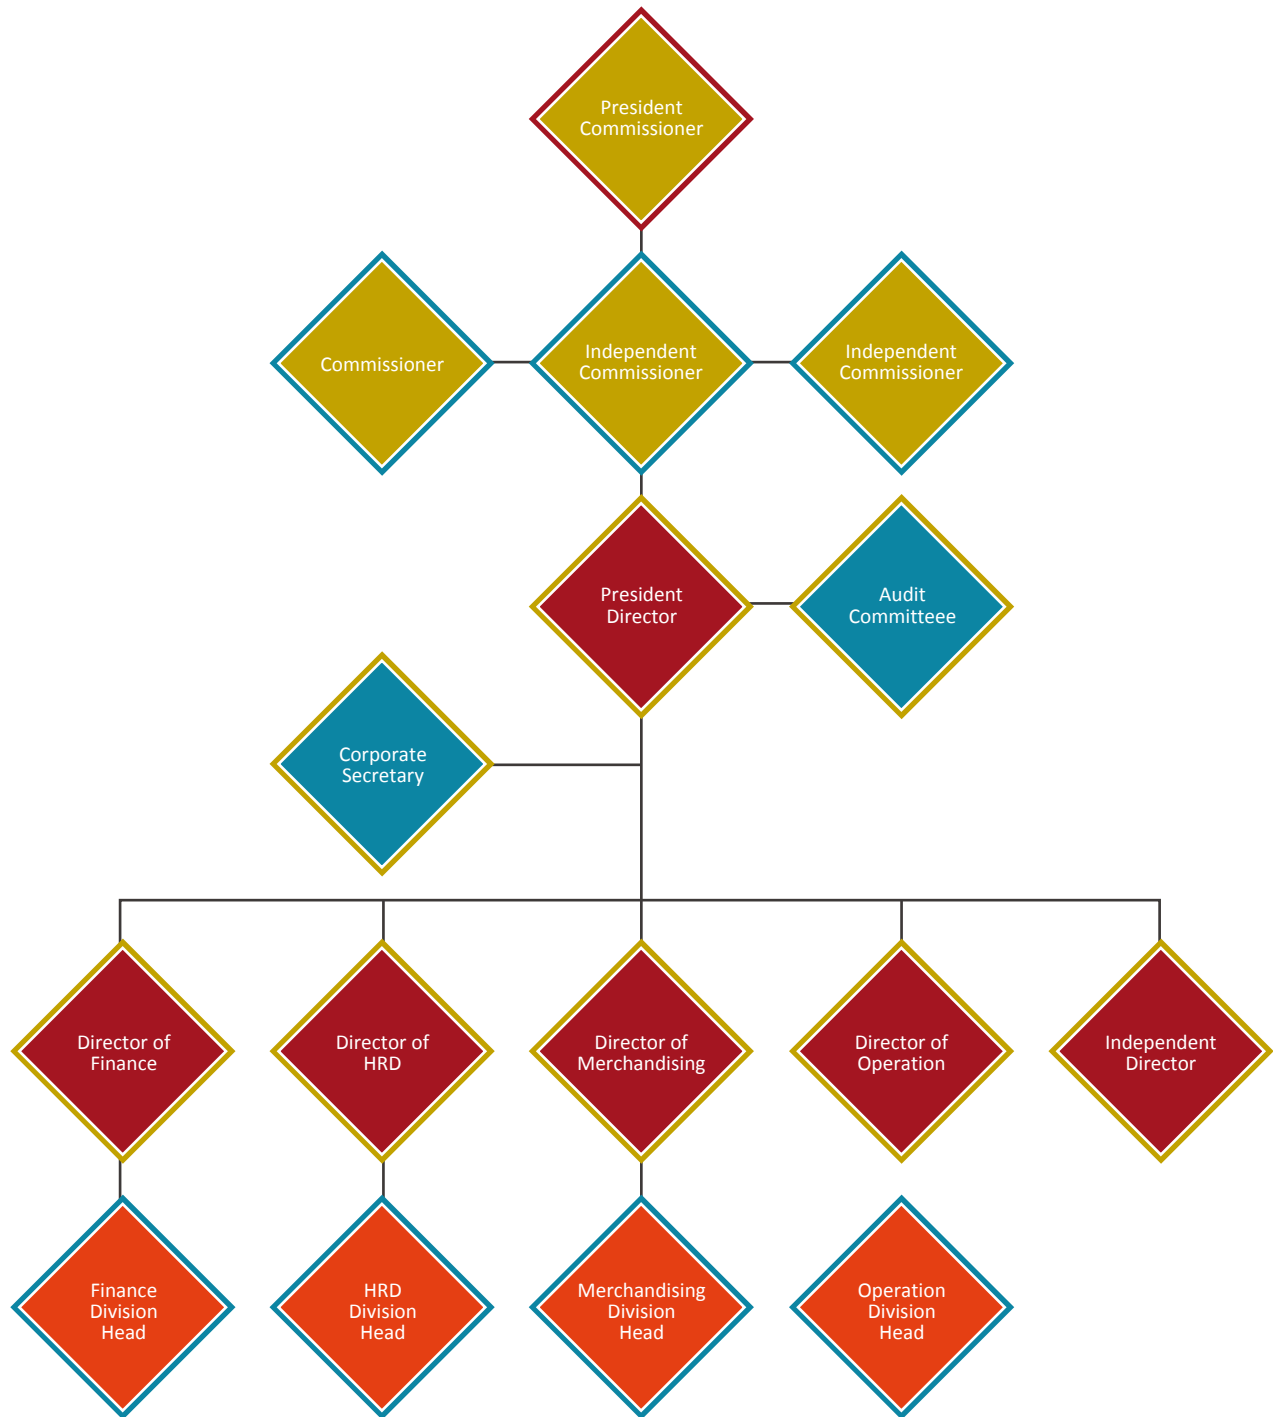 President
Commissioner
Commissioner
Independent
Commissioner
Independent
Commissioner
President
Director
Audit
Committeee
Corporate
Secretary
Director of
Finance
Director of
HRD
Director of
Merchandising
Director of
Operation
Independent
Director
Finance
Division
Head
HRD
Division
Head
Merchandising
Division
Head
Operation
Division
Head